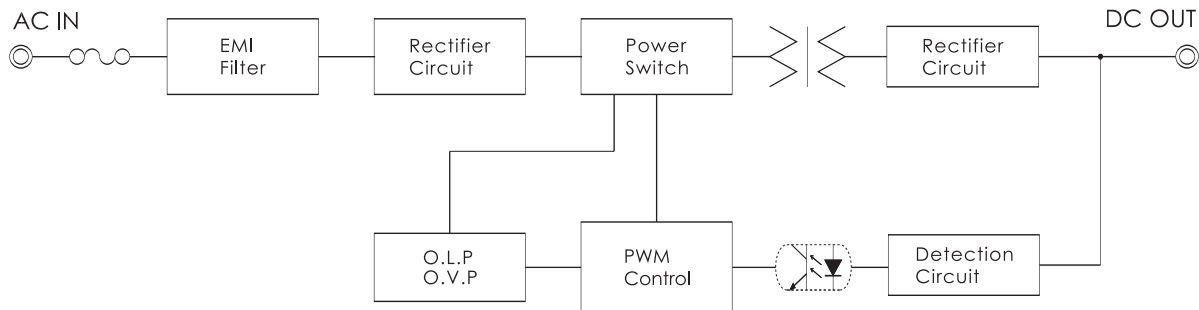 AC IN
DC OUT
EMI
Filter
Rectifier
Circuit
Power
Switch
Rectifier
Circuit
O.L.P
O.V.P
PWM
Control
Detection
Circuit